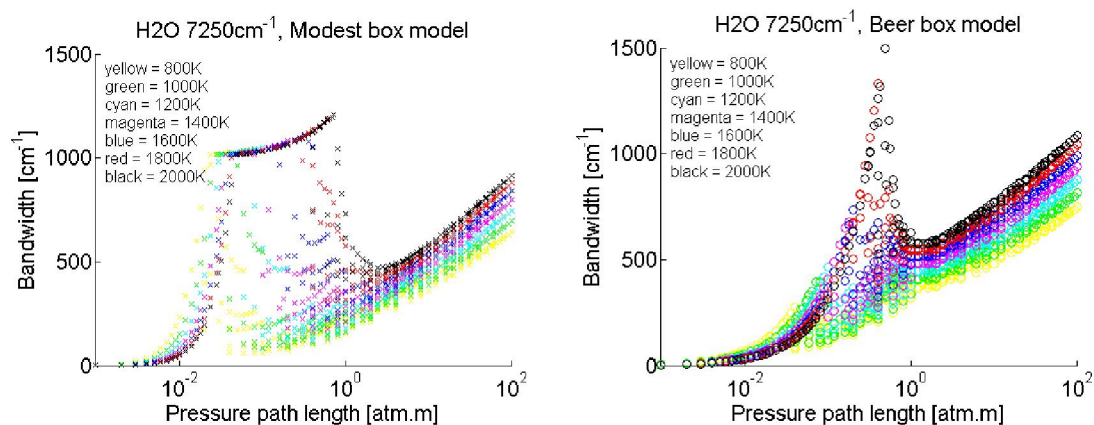 H2O 7250cm⁻¹, Modest box model
1500
1000
500
0
Bandwidth [cm⁻¹]
yellow = 800K
green = 1000K
cyan = 1200K
magenta = 1400K
blue = 1600K
red = 1800K
black = 2000K
10⁻²
10⁰
10²
Pressure path length [atm.m]
H2O 7250cm⁻¹, Beer box model
1500
1000
500
0
Bandwidth [cm⁻¹]
yellow = 800K
green = 1000K
cyan = 1200K
magenta = 1400K
blue = 1600K
red = 1800K
black = 2000K
10⁻²
10⁰
10²
Pressure path length [atm.m]